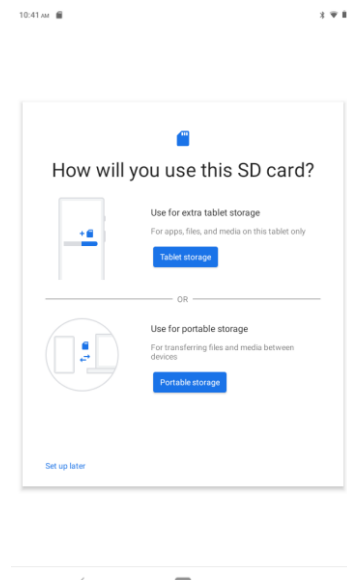 10:41 AM
How will you use this SD card?
Use for extra tablet storage
For apps, files, and media on this tablet only
Tablet storage
OR
Use for portable storage
For transferring files and media between
devices
Portable storage
Set up later